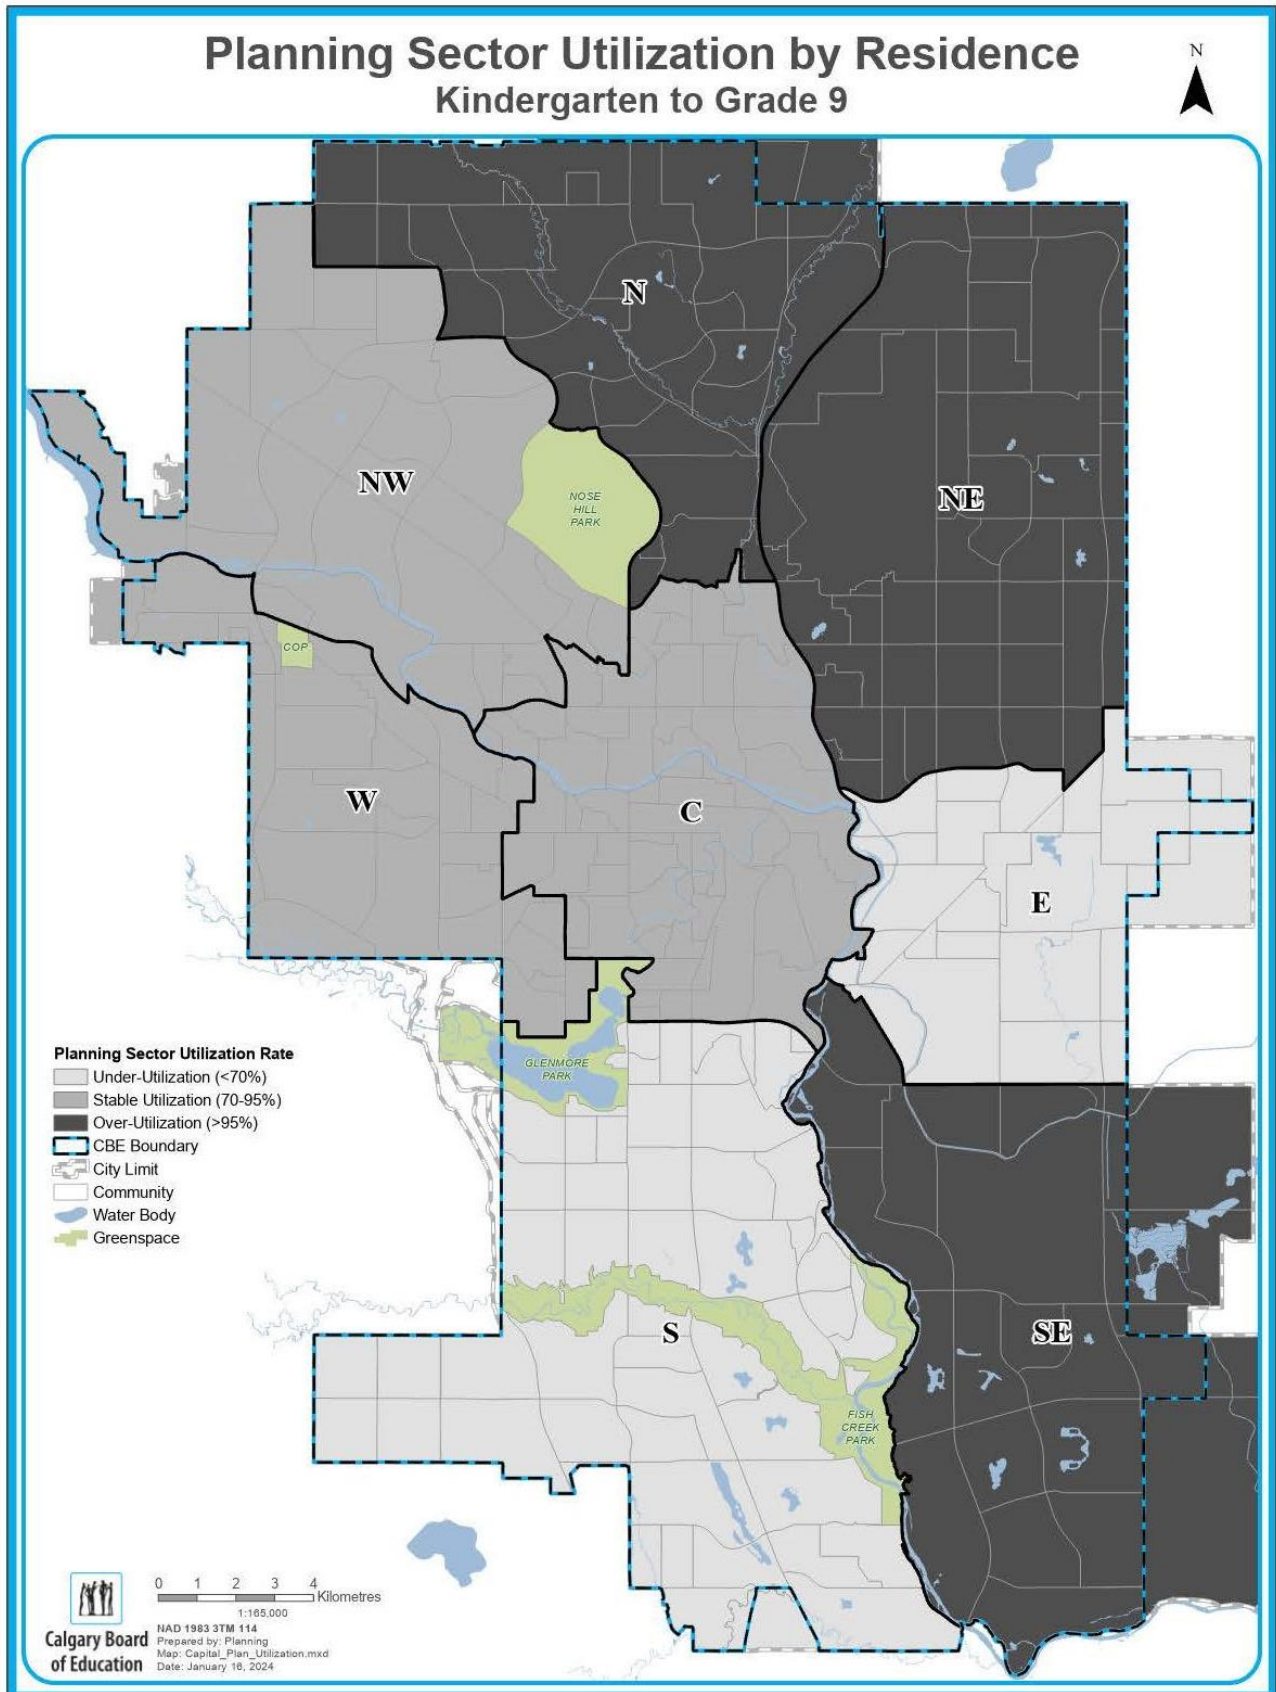 Planning Sector Utilization by Residence
Kindergarten to Grade 9
N
N
NW
NE
NOSE
HILL
PARK
COP
W
C
E
GLENMORE
PARK
Planning Sector Utilization Rate
Under-Utilization (<70%)
Stable Utilization (70-95%)
Over-Utilization (>95%)
CBE Boundary
City Limit
Community
Water Body
Greenspace
S
SE
FISH
CREEK
PARK
0 1 2 3 4
Kilometres
1:165,000
Calgary Board
of Education
NAD 1983 3TM 114
Prepared by: Planning
Map: Capital_Plan_Utilization.mxd
Date: January 16, 2024